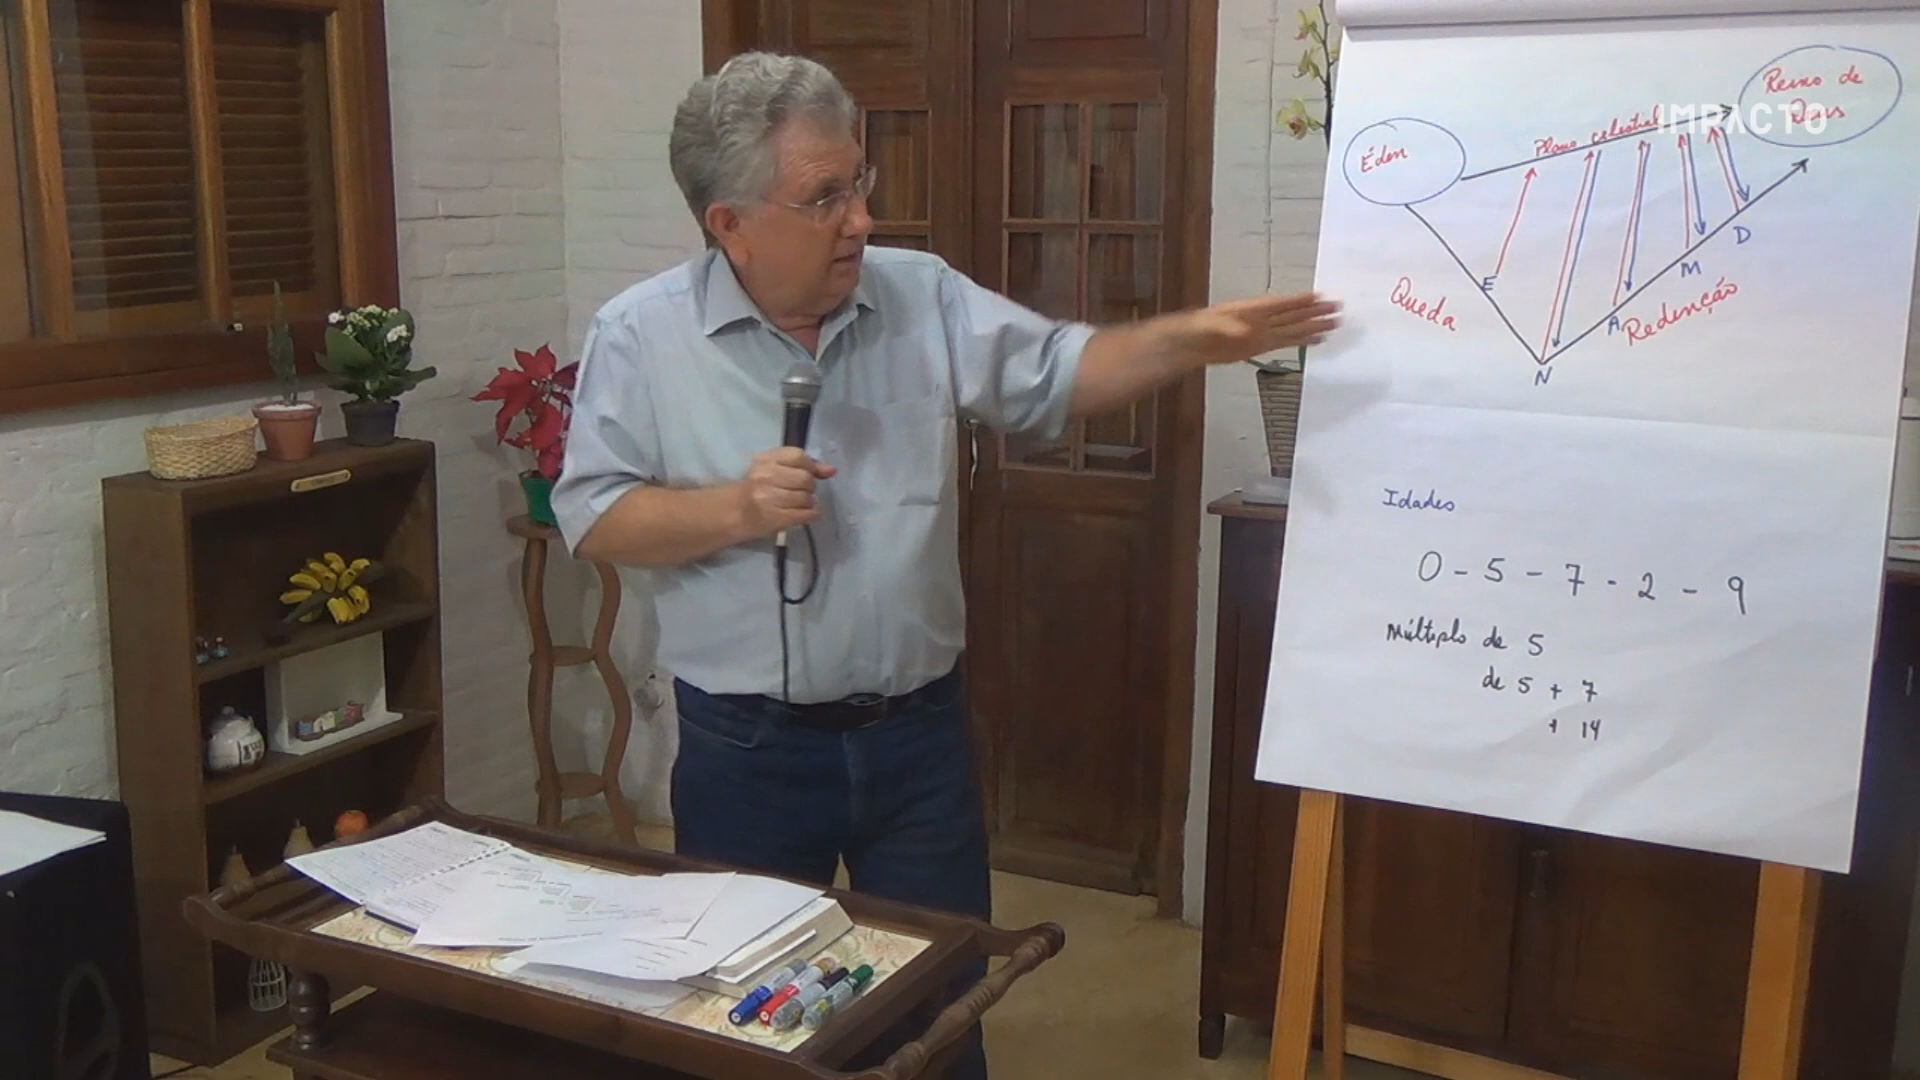 IMPACTO
Reino de
Deus
Éden
Plano celestial
E
D
M
Queda
A
Redenção
N
Idades
0 - 5 - 7 - 2 - 9
Múltiplo de 5
de 5 + 7
+ 14